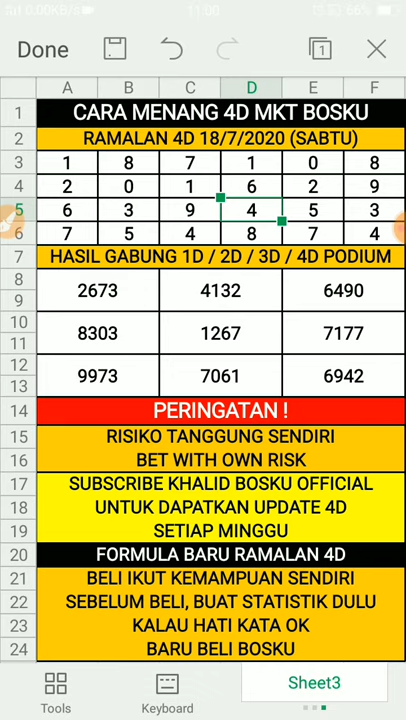 0.00KB/s 11:00 66%
Done 1
A B C D E F
1 CARA MENANG 4D MKT BOSKU
2 RAMALAN 4D 18/7/2020 (SABTU)
3 1 8 7 1 0 8
4 2 0 1 6 2 9
5 6 3 9 4 5 3
6 7 5 4 8 7 4
7 HASIL GABUNG 1D / 2D / 3D / 4D PODIUM
8
2673 4132 6490
9
10
8303 1267 7177
11
12
9973 7061 6942
13
14 PERINGATAN !
15 RISIKO TANGGUNG SENDIRI
16 BET WITH OWN RISK
17 SUBSCRIBE KHALID BOSKU OFFICIAL
18 UNTUK DAPATKAN UPDATE 4D
19 SETIAP MINGGU
20 FORMULA BARU RAMALAN 4D
21 BELI IKUT KEMAMPUAN SENDIRI
22 SEBELUM BELI, BUAT STATISTIK DULU
23 KALAU HATI KATA OK
24 BARU BELI BOSKU
Tools Keyboard Sheet3